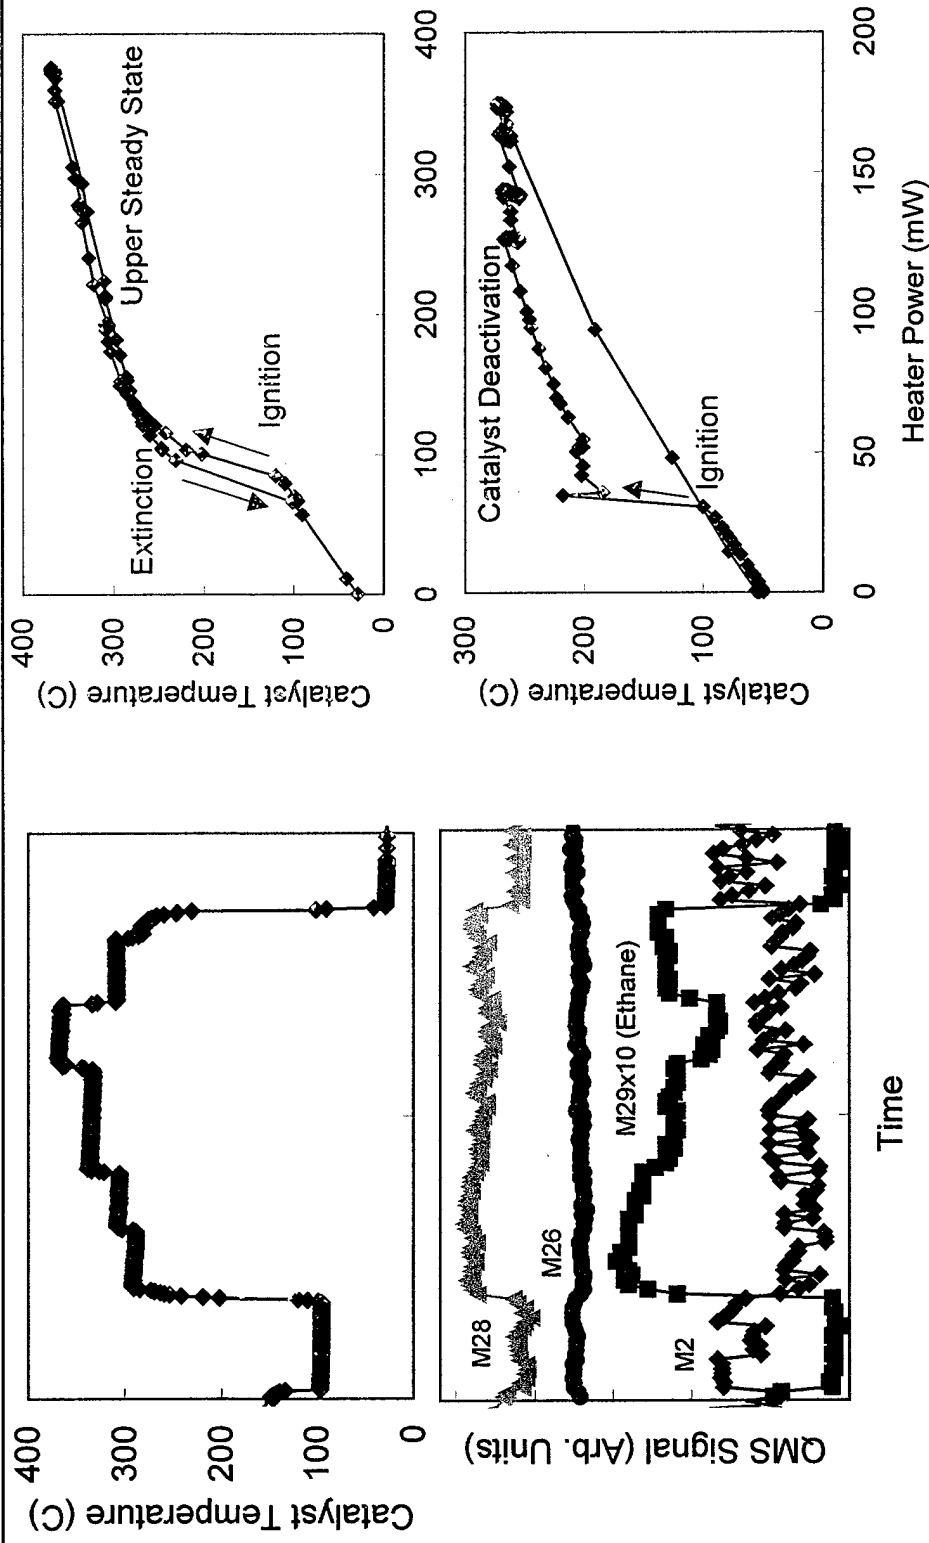 Catalyst Temperature (C)
400
300
200
100
0
QMS Signal (Arb. Units)
M28
M26
M29x10 (Ethane)
M2
Time
Catalyst Temperature (C)
400
300
200
100
0
Extinction
Ignition
Upper Steady State
0
100
200
300
400
Catalyst Temperature (C)
300
200
100
0
Catalyst Deactivation
Ignition
0
50
100
150
200
Heater Power (mW)